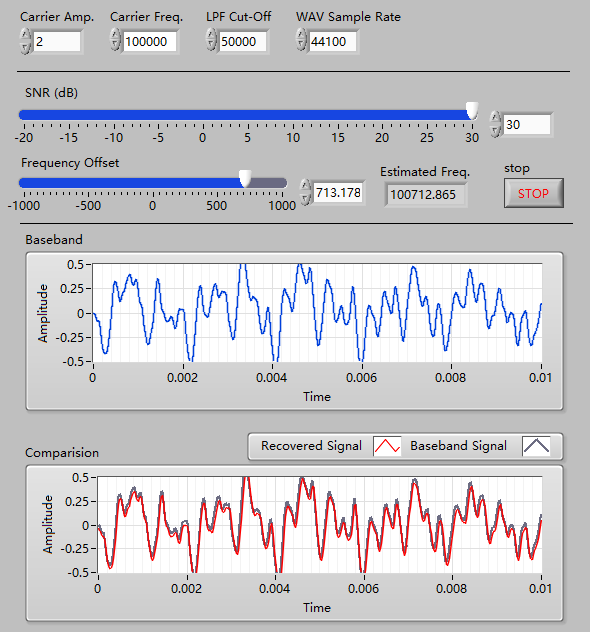 Carrier Amp. Carrier Freq. LPF Cut-Off WAV Sample Rate
2 100000 50000 44100
SNR (dB)
-20 -15 -10 -5 0 5 10 15 20 25 30
30
Frequency Offset
-1000 -500 0 500 1000
713.178
Estimated Freq.
100712.865
stop
STOP
Baseband
Amplitude
0.5
0.25
0
-0.25
-0.5
0 0.002 0.004 0.006 0.008 0.01
Time
Recovered Signal Baseband Signal
Comparision
Amplitude
0.5
0.25
0
-0.25
-0.5
0 0.002 0.004 0.006 0.008 0.01
Time